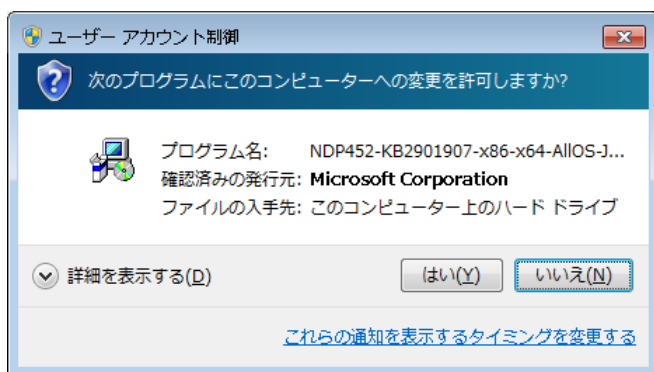 ユーザー アカウント制御
次のプログラムにこのコンピューターへの変更を許可しますか?
プログラム名: NDP452-KB2901907-x86-x64-AllOS-J...
確認済みの発行元: Microsoft Corporation
ファイルの入手先: このコンピューター上のハード ドライブ
詳細を表示する(D) はい(Y) いいえ(N)
これらの通知を表示するタイミングを変更する